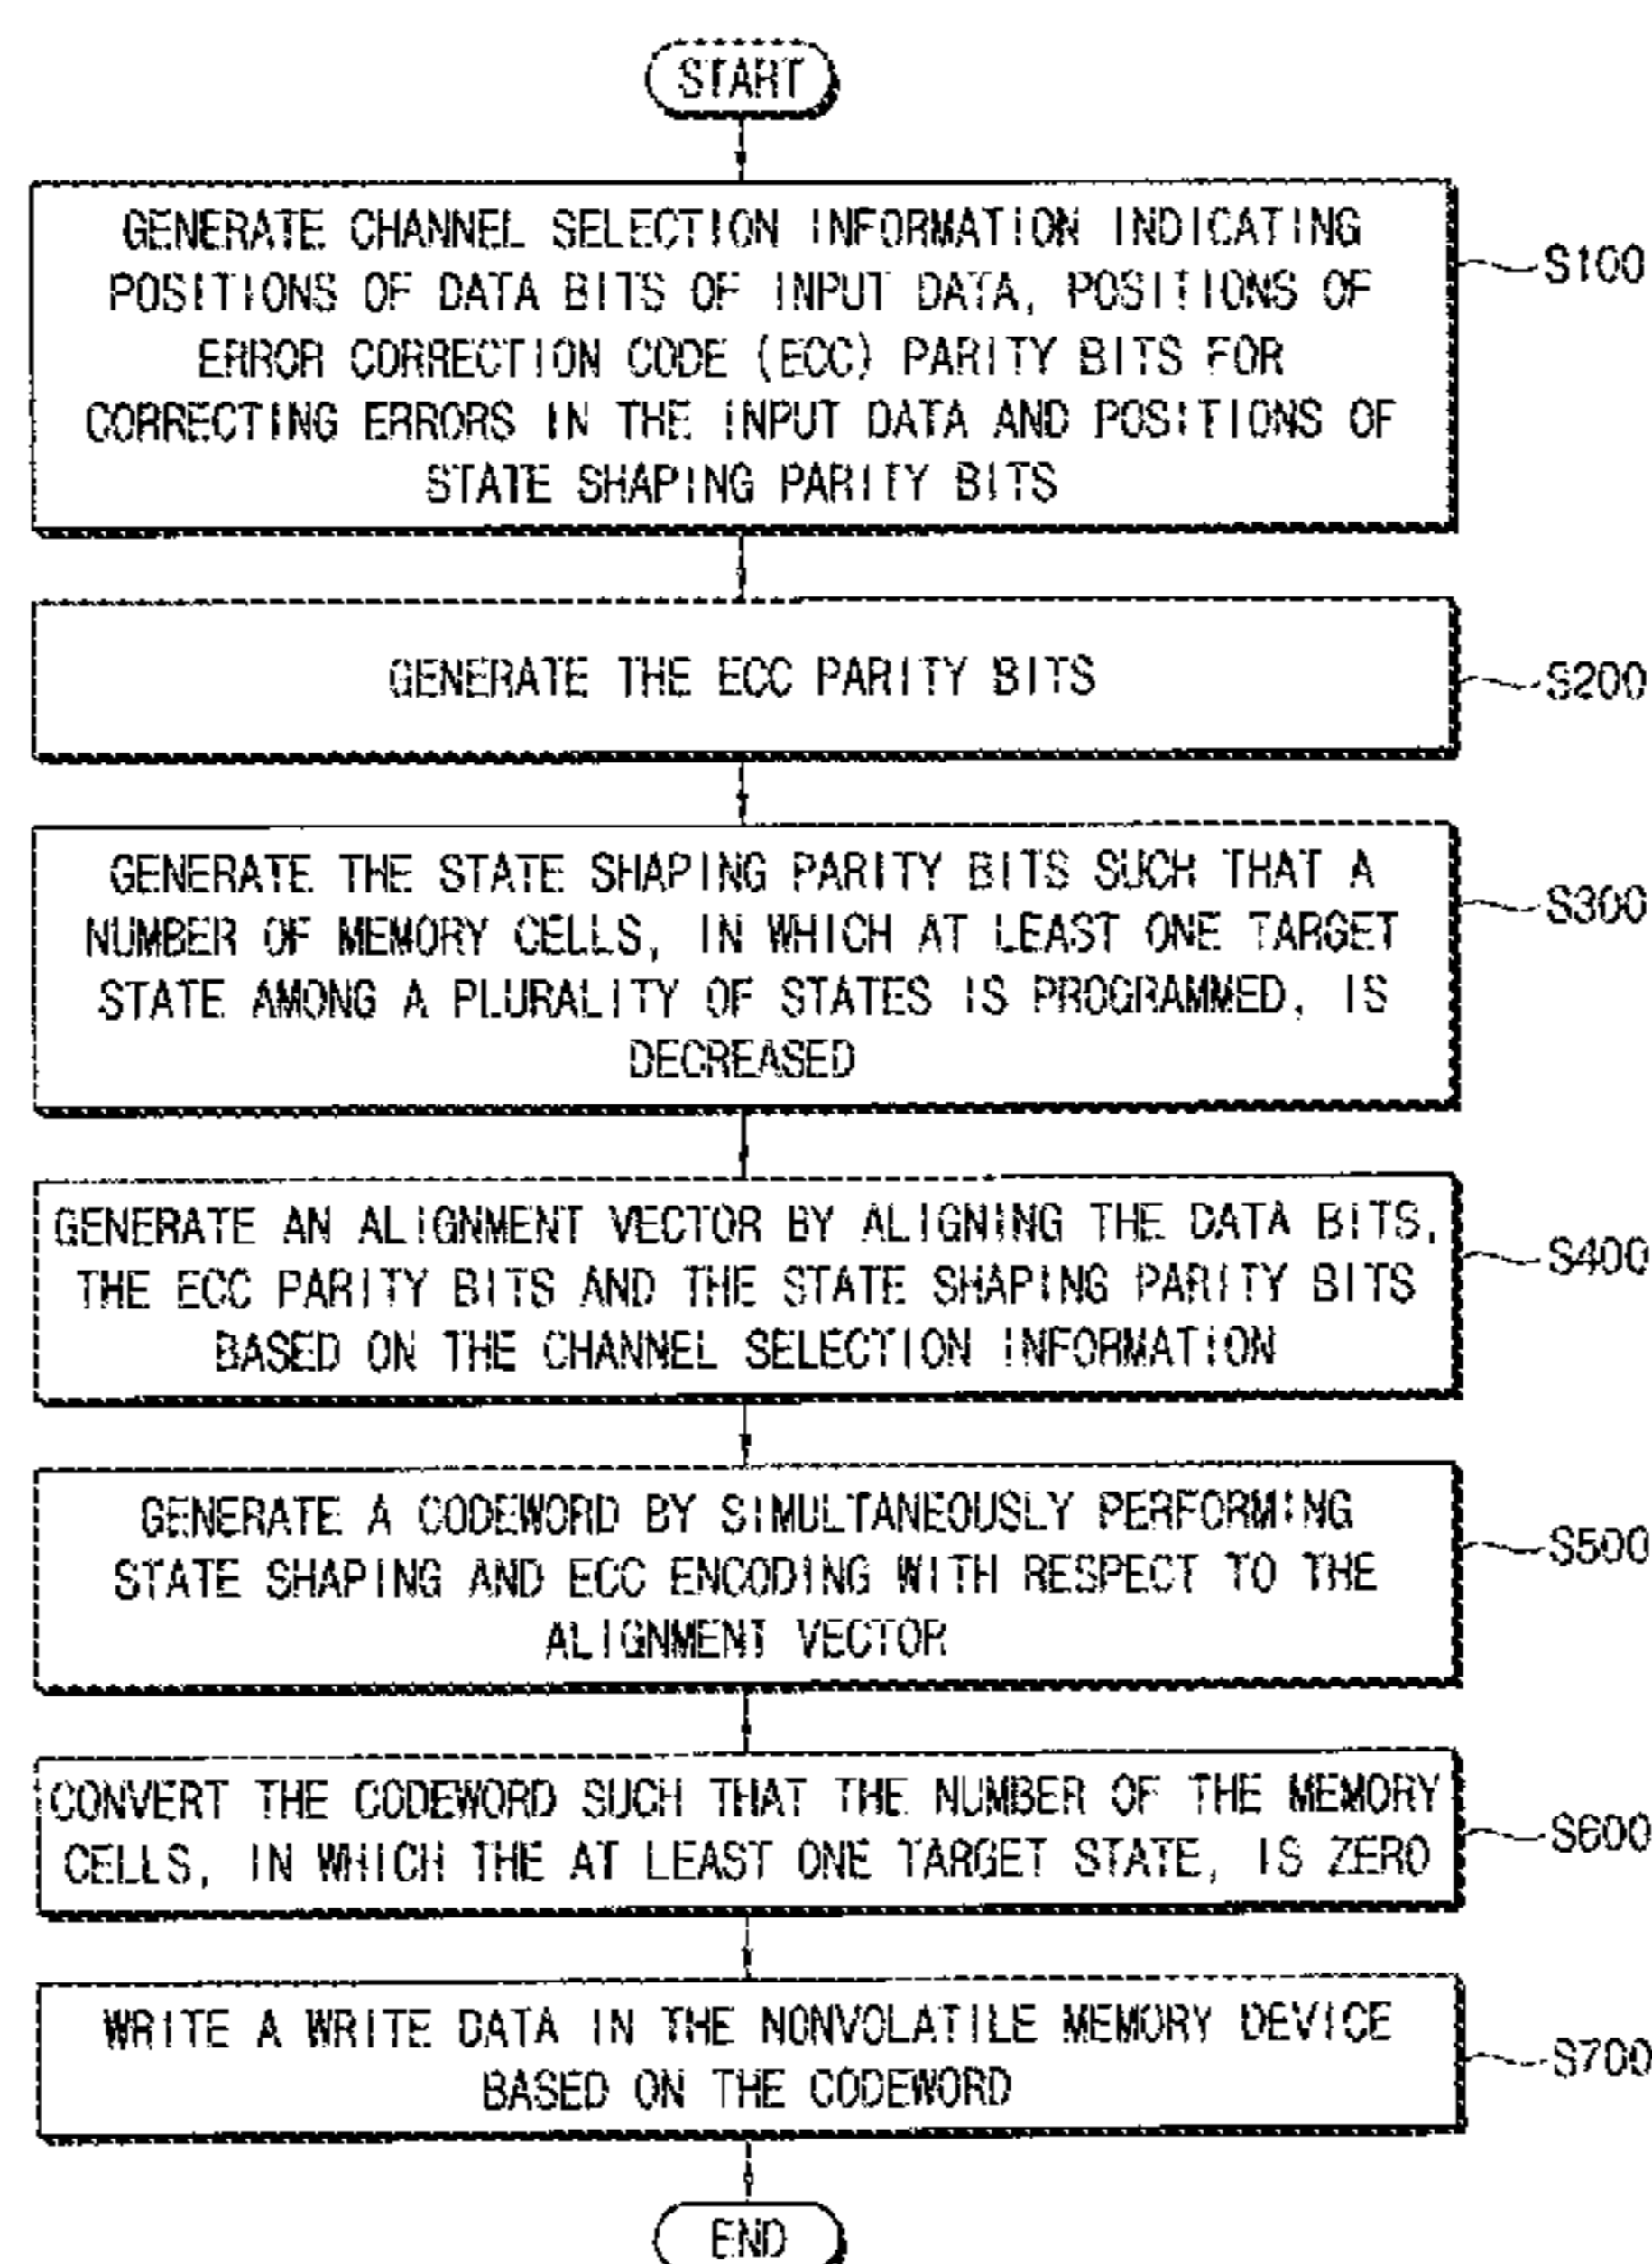 START
GENERATE CHANNEL SELECTION INFORMATION INDICATING
POSITIONS OF DATA BITS OF INPUT DATA, POSITIONS OF
ERROR CORRECTION CODE (ECC) PARITY BITS FOR
CORRECTING ERRORS IN THE INPUT DATA AND POSITIONS OF
STATE SHAPING PARITY BITS
S100
GENERATE THE ECC PARITY BITS
S200
GENERATE THE STATE SHAPING PARITY BITS SUCH THAT A
NUMBER OF MEMORY CELLS, IN WHICH AT LEAST ONE TARGET
STATE AMONG A PLURALITY OF STATES IS PROGRAMMED, IS
DECREASED
S300
GENERATE AN ALIGNMENT VECTOR BY ALIGNING THE DATA BITS,
THE ECC PARITY BITS AND THE STATE SHAPING PARITY BITS
BASED ON THE CHANNEL SELECTION INFORMATION
S400
GENERATE A CODEWORD BY SIMULTANEOUSLY PERFORMING
STATE SHAPING AND ECC ENCODING WITH RESPECT TO THE
ALIGNMENT VECTOR
S500
CONVERT THE CODEWORD SUCH THAT THE NUMBER OF THE MEMORY
CELLS, IN WHICH THE AT LEAST ONE TARGET STATE, IS ZERO
S600
WRITE A WRITE DATA IN THE NONVOLATILE MEMORY DEVICE
BASED ON THE CODEWORD
S700
END